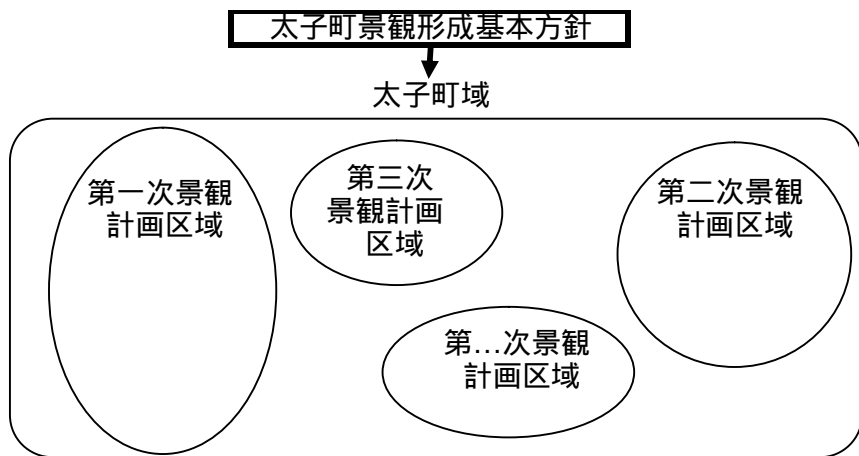 太子町景観形成基本方針
太子町域
第一次景観
計画区域
第三次
景観計画
区域
第二次景観
計画区域
第…次景観
計画区域